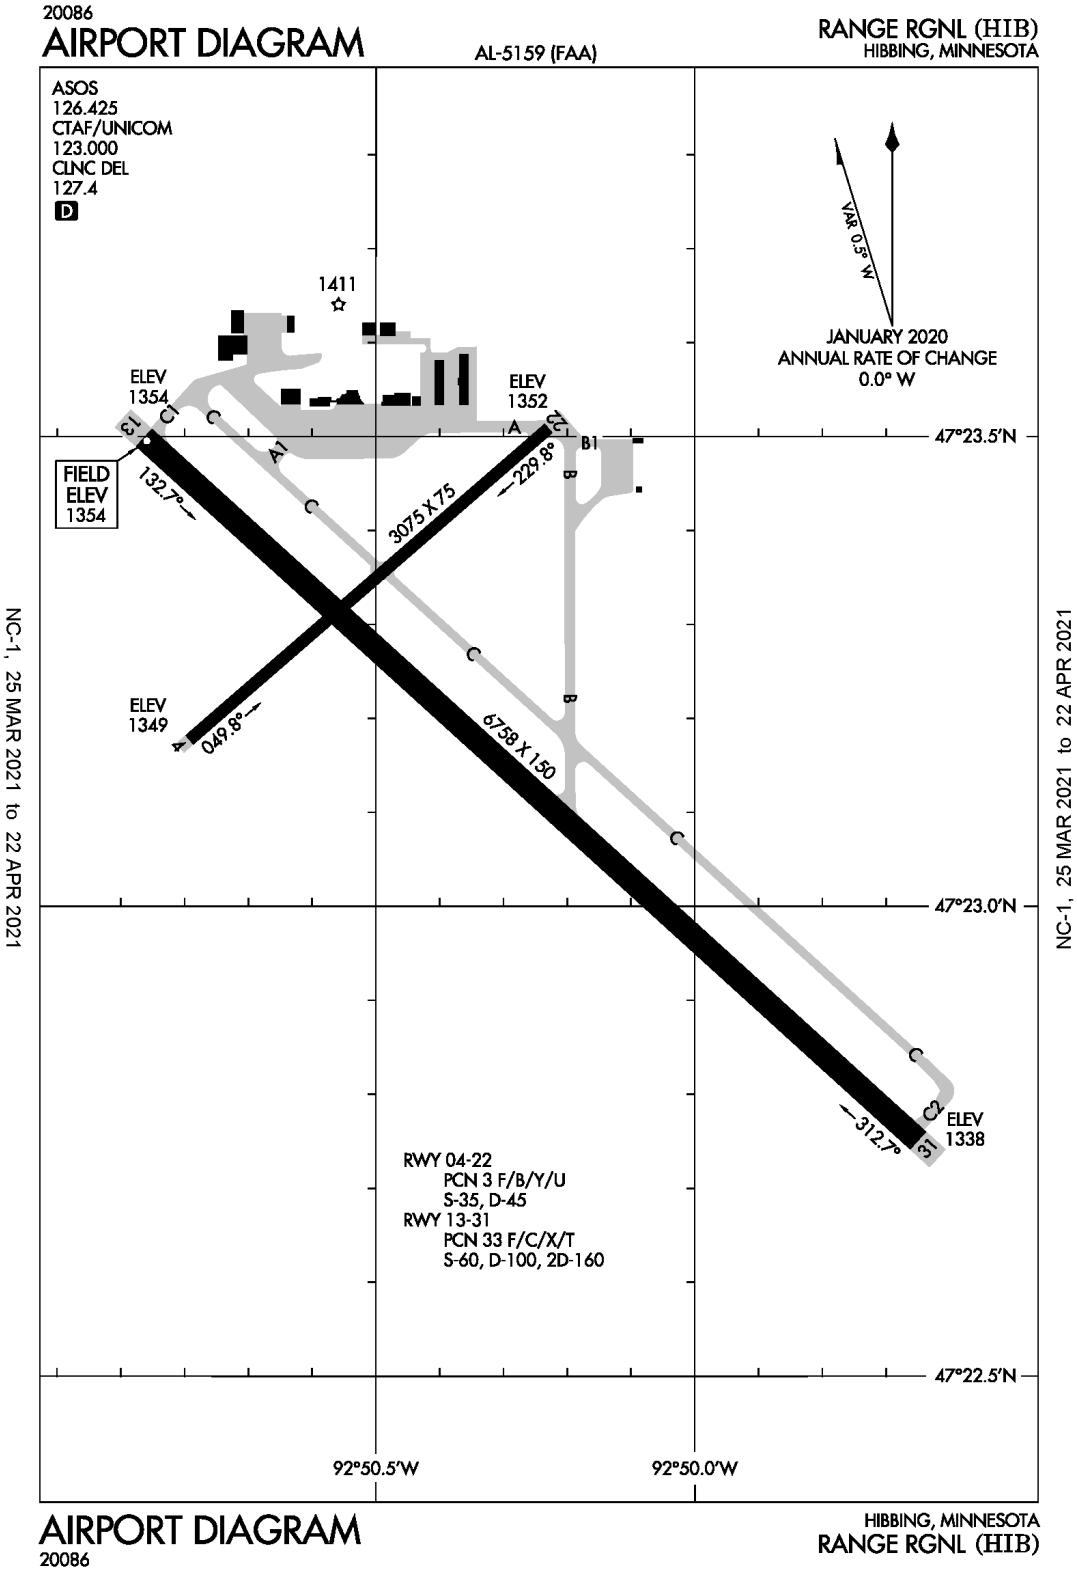 20086
AIRPORT DIAGRAM
AL-5159 (FAA)
RANGE RGNL (HIB)
HIBBING, MINNESOTA
ASOS
126.425
CTAF/UNICOM
123.000
CLNC DEL
127.4
D
VAR 0.5° W
JANUARY 2020
ANNUAL RATE OF CHANGE
0.0° W
1411
ELEV
1354
ELEV
1352
13
C1
C
A1
A
22
B1
B
47°23.5'N
FIELD
ELEV
1354
132.7°
229.8°
3075 X 75
C
C
B
ELEV
1349
4
049.8°
6758 X 150
C
47°23.0'N
C
C2
ELEV
1338
31
312.7°
RWY 04-22
PCN 3 F/B/Y/U
S-35, D-45
RWY 13-31
PCN 33 F/C/X/T
S-60, D-100, 2D-160
47°22.5'N
92°50.5'W
92°50.0'W
NC-1, 25 MAR 2021 to 22 APR 2021
NC-1, 25 MAR 2021 to 22 APR 2021
AIRPORT DIAGRAM
20086
HIBBING, MINNESOTA
RANGE RGNL (HIB)